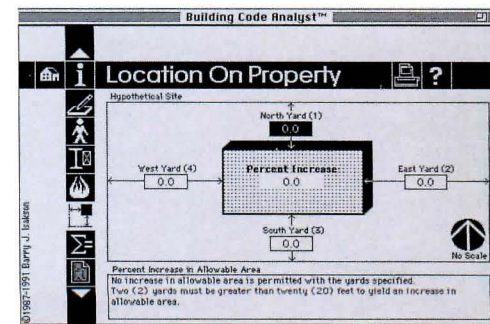 Building Code Analyst™
Location On Property
?
Hypothetical Site
North Yard (1)
0.0
West Yard (4)
0.0
Percent Increase:
0.0
East Yard (2)
0.0
South Yard (3)
0.0
No Scale
Percent Increase in Allowable Area
No increase in allowable area is permitted with the yards specified.
Two (2) yards must be greater than twenty (20) feet to yield an increase in
allowable area.
©1987-1991 Barry J. Isakson